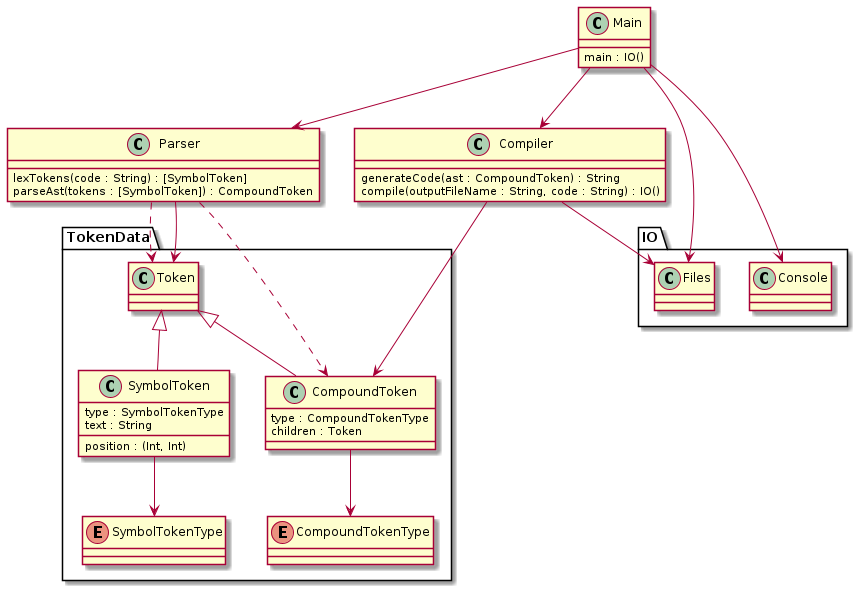 C Main
main : IO()
C Parser
lexTokens(code : String) : [SymbolToken]
parseAst(tokens : [SymbolToken]) : CompoundToken
C Compiler
generateCode(ast : CompoundToken) : String
compile(outputFileName : String, code : String) : IO()
TokenData
IO
C Token
C Files
C Console
C SymbolToken
type : SymbolTokenType
text : String
position : (Int, Int)
C CompoundToken
type : CompoundTokenType
children : Token
E SymbolTokenType
E CompoundTokenType